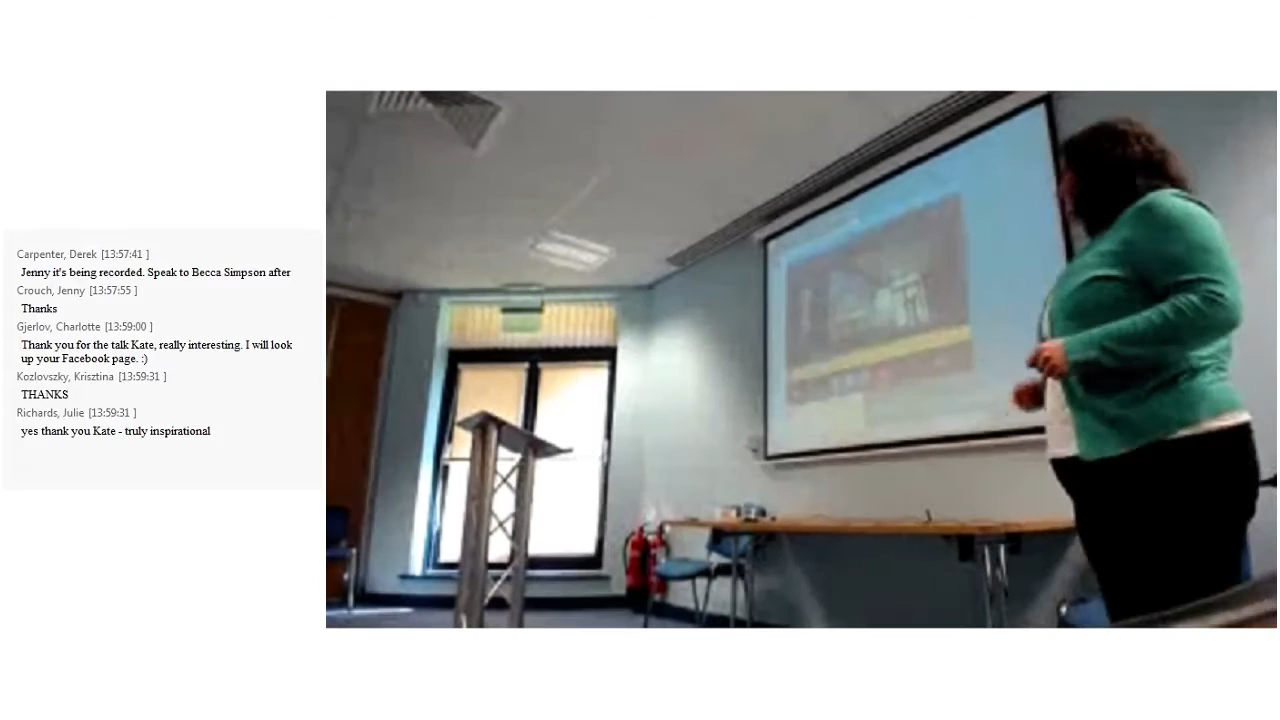 Carpenter, Derek [13:57:41 ]
Jenny it's being recorded. Speak to Becca Simpson after
Crouch, Jenny [13:57:55 ]
Thanks
Gjerlov, Charlotte [13:59:00 ]
Thank you for the talk Kate, really interesting. I will look
up your Facebook page. :)
Kozlovszky, Krisztina [13:59:31 ]
THANKS
Richards, Julie [13:59:31 ]
yes thank you Kate - truly inspirational